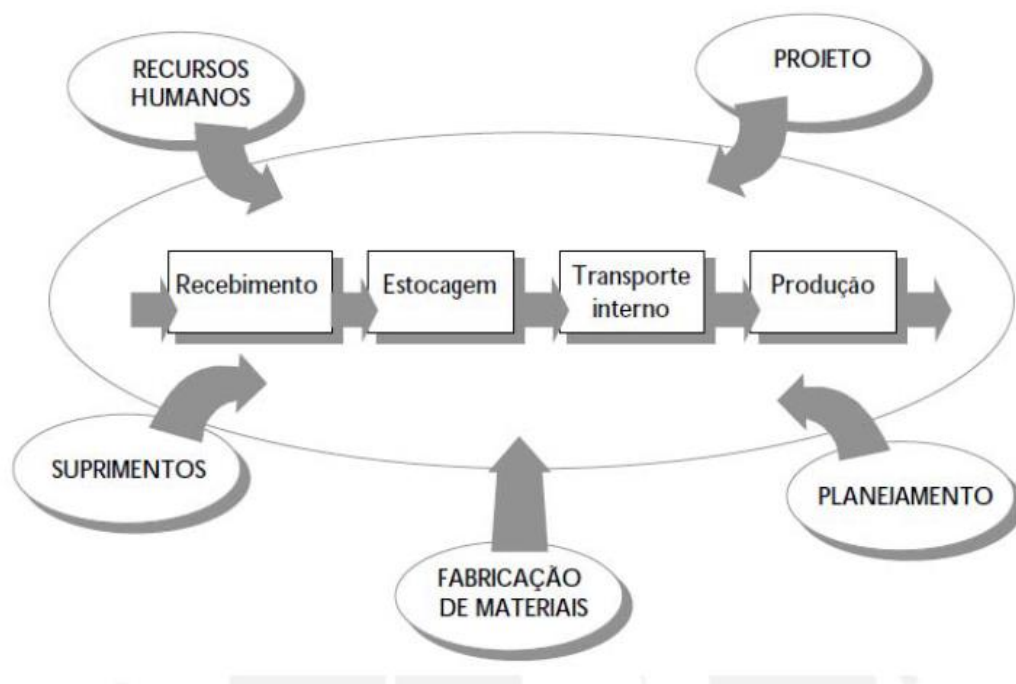 RECURSOS
HUMANOS
PROJETO
Recebimento
Estocagem
Transporte
interno
Produção
SUPRIMENTOS
PLANEJAMENTO
FABRICAÇÃO
DE MATERIAIS